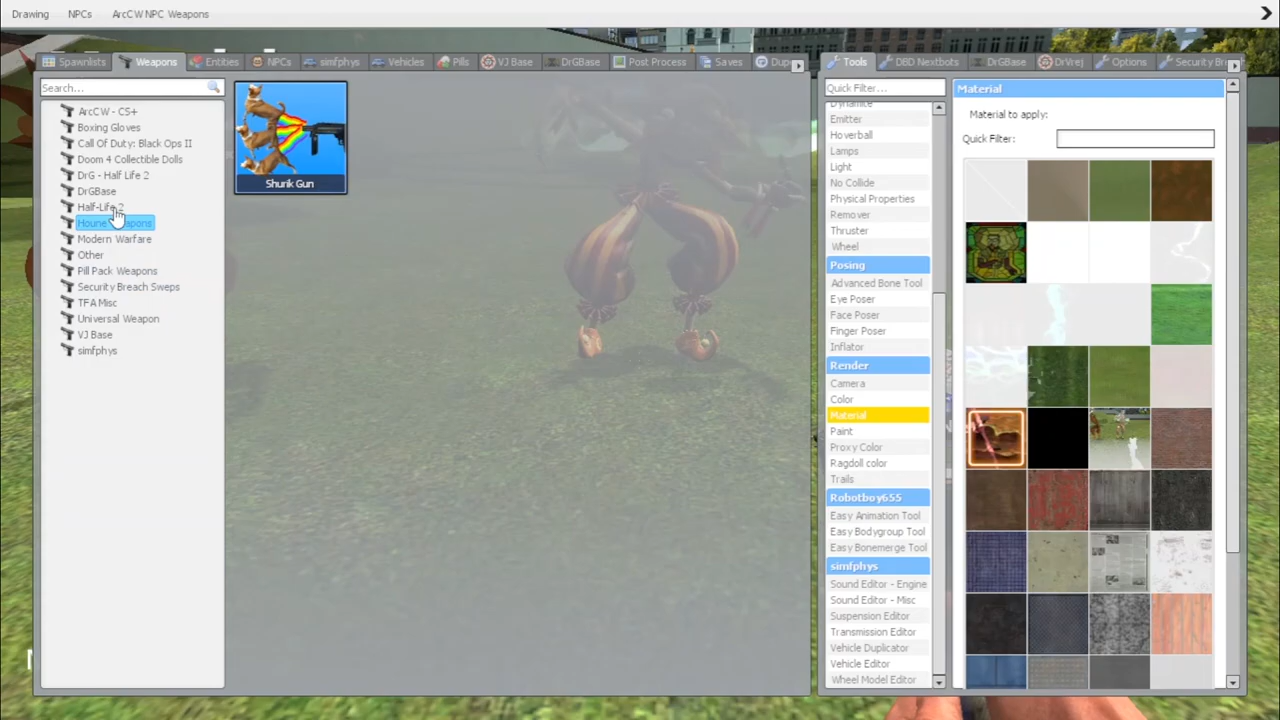 Drawing NPCs ArcCW NPC Weapons
Spawnlists Weapons Entities NPCs simfphys Vehicles Pills VJ Base DrGBase Post Process Saves
Tools DBD Nextbots DrGBase DrVrej Options Security
Search...
ArcCW - CS+
Boxing Gloves
Call Of Duty: Black Ops II
Doom 4 Collectible Dolls
DrG - Half Life 2
DrGBase
Half-Life 2
Modern Warfare
Other
Pill Pack Weapons
Security Breach Sweps
TFA Misc
Universal Weapon
VJ Base
simfphys
Shurik Gun
Quick Filter...
Dynamite
Emitter
Hoverball
Lamps
Light
No Collide
Physical Properties
Remover
Thruster
Wheel
Posing
Advanced Bone Tool
Eye Poser
Face Poser
Finger Poser
Inflator
Render
Camera
Color
Material
Paint
Proxy Color
Ragdoll color
Trails
Robotboy655
Easy Animation Tool
Easy Bodygroup Tool
Easy Bonemerge Tool
simfphys
Sound Editor - Engine
Sound Editor - Misc
Suspension Editor
Transmission Editor
Vehicle Duplicator
Vehicle Editor
Wheel Model Editor
Material
Material to apply:
Quick Filter: